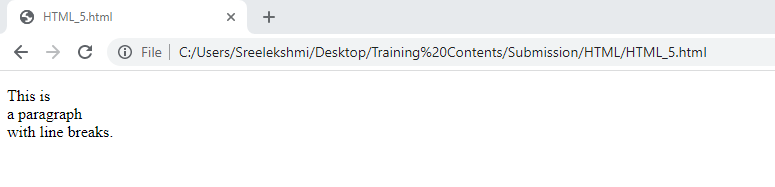 HTML_5.html
File
C:/Users/Sreelekshmi/Desktop/Training%20Contents/Submission/HTML/HTML_5.html
This is
a paragraph
with line breaks.